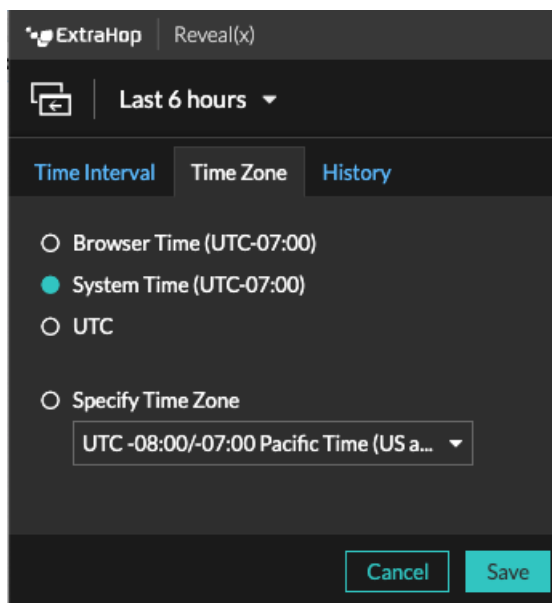 ExtraHop Reveal(x)
Last 6 hours
Time Interval Time Zone History
Browser Time (UTC-07:00)
System Time (UTC-07:00)
UTC
Specify Time Zone
UTC -08:00/-07:00 Pacific Time (US a...
Cancel Save